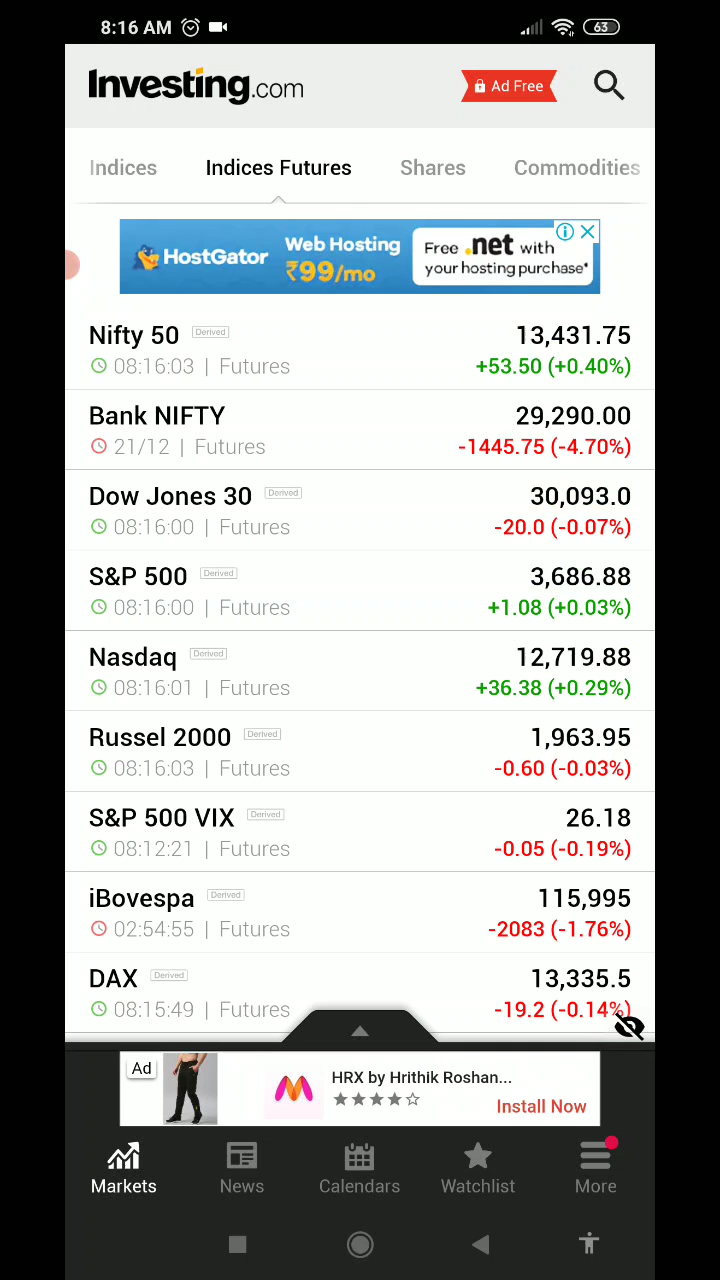 8:16 AM 63
Investing.com Ad Free
Indices Indices Futures Shares Commodities
HostGator Web Hosting ₹99/mo Free .net with your hosting purchase*
Nifty 50 Derived 13,431.75
08:16:03 | Futures +53.50 (+0.40%)
Bank NIFTY 29,290.00
21/12 | Futures -1445.75 (-4.70%)
Dow Jones 30 Derived 30,093.0
08:16:00 | Futures -20.0 (-0.07%)
S&P 500 Derived 3,686.88
08:16:00 | Futures +1.08 (+0.03%)
Nasdaq Derived 12,719.88
08:16:01 | Futures +36.38 (+0.29%)
Russel 2000 Derived 1,963.95
08:16:03 | Futures -0.60 (-0.03%)
S&P 500 VIX Derived 26.18
08:12:21 | Futures -0.05 (-0.19%)
iBovespa Derived 115,995
02:54:55 | Futures -2083 (-1.76%)
DAX Derived 13,335.5
08:15:49 | Futures -19.2 (-0.14%)
Ad HRX by Hrithik Roshan...
Install Now
Markets News Calendars Watchlist More